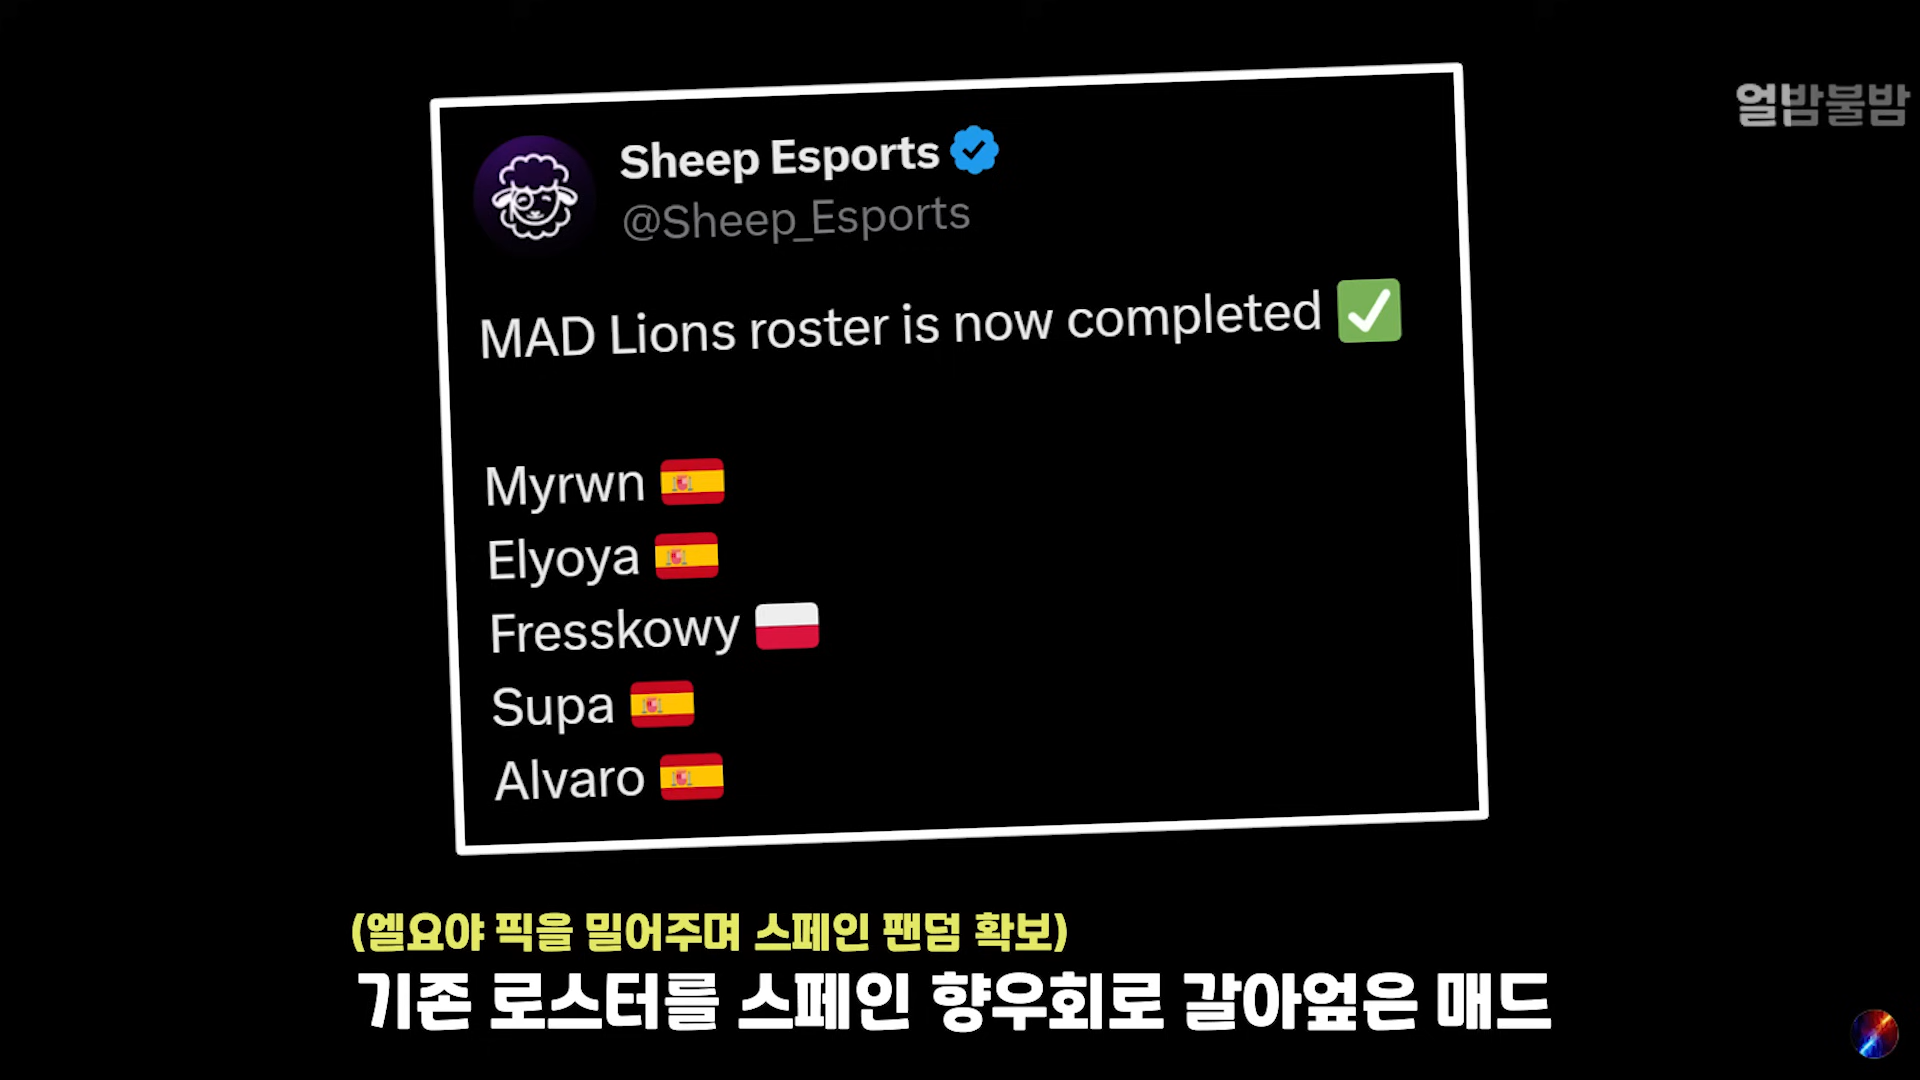 얼밤불밤
Sheep Esports
@Sheep_Esports
MAD Lions roster is now completed ✅
Myrwn 🇪🇸
Elyoya 🇪🇸
Fresskowy 🇵🇱
Supa 🇪🇸
Alvaro 🇪🇸
(엘요야 픽을 밀어주며 스페인 팬덤 확보)
기존 로스터를 스페인 향우회로 갈아엎은 매드